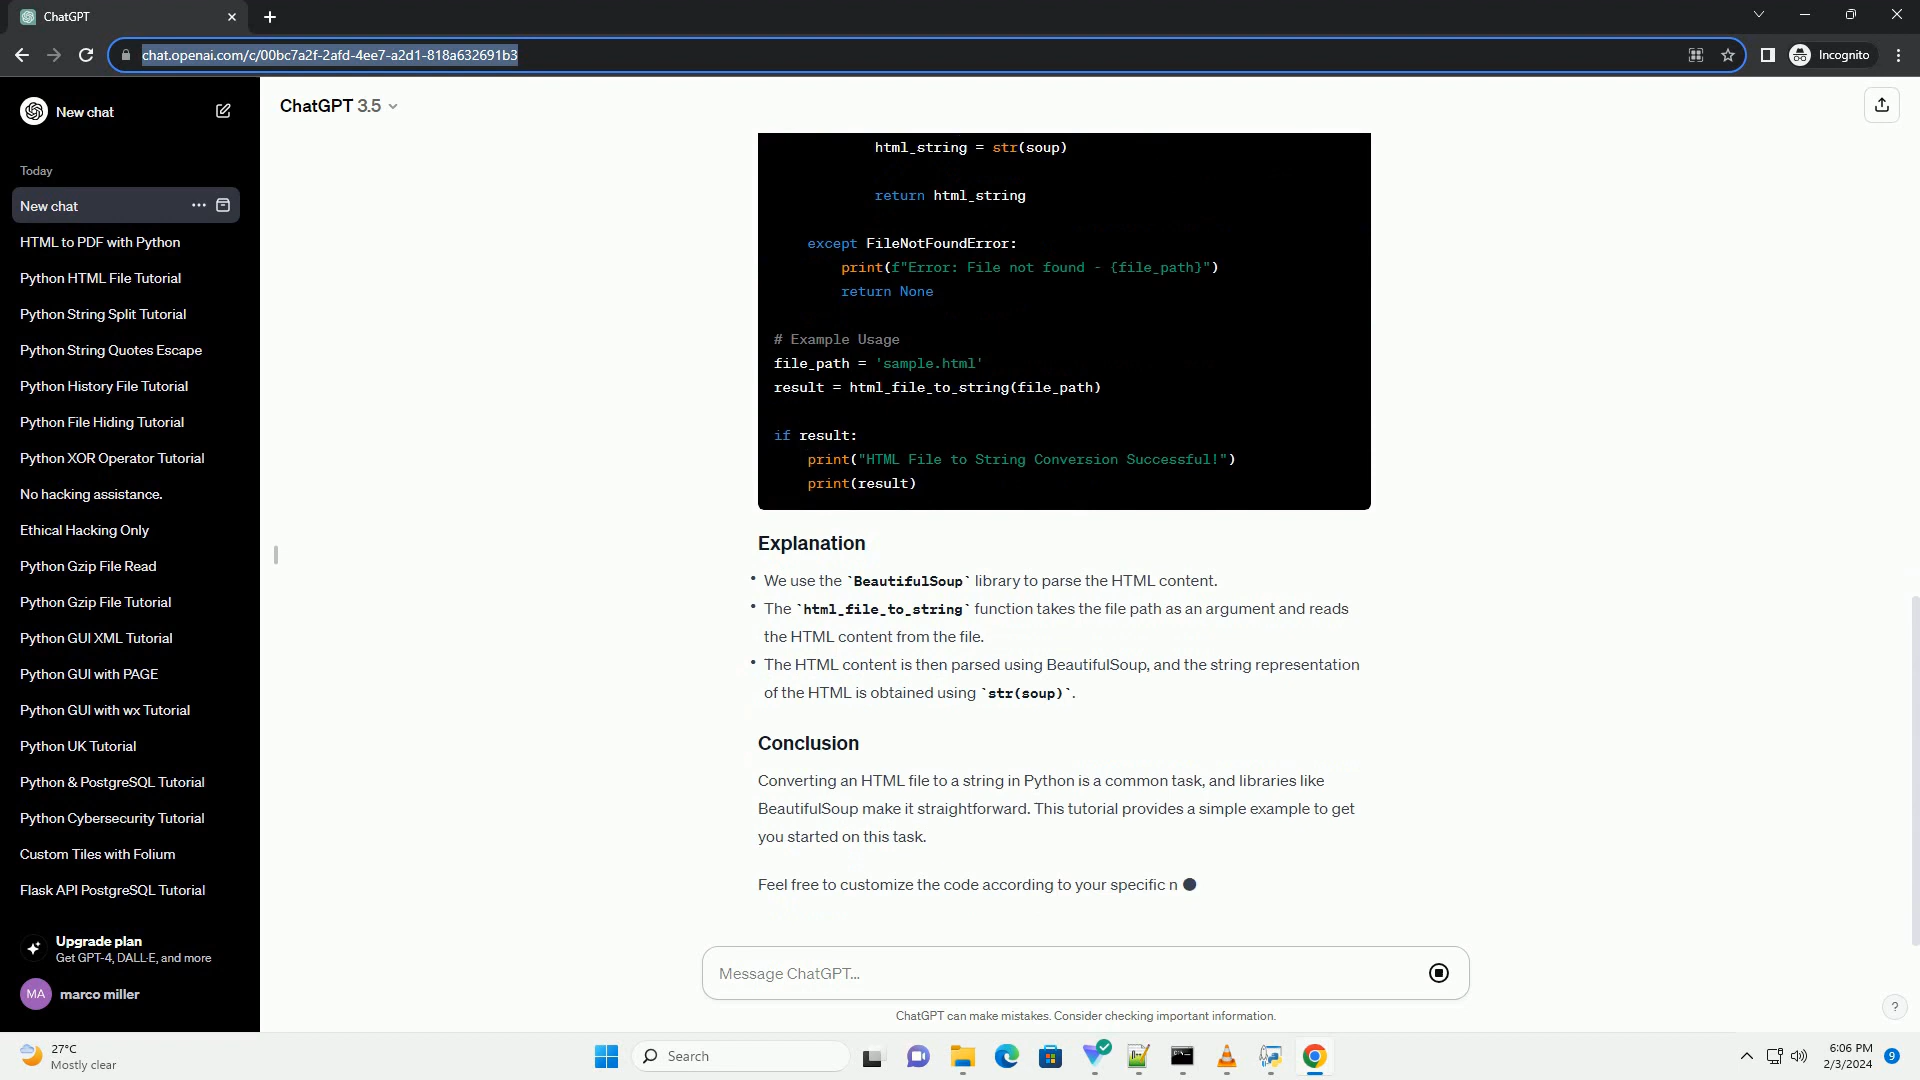 ChatGPT
chat.openai.com/c/00bc7a2f-2afd-4ee7-a2d1-818a632691b3
Incognito
New chat
Today
New chat
HTML to PDF with Python
Python HTML File Tutorial
Python String Split Tutorial
Python String Quotes Escape
Python History File Tutorial
Python File Hiding Tutorial
Python XOR Operator Tutorial
No hacking assistance.
Ethical Hacking Only
Python Gzip File Read
Python Gzip File Tutorial
Python GUI XML Tutorial
Python GUI with PAGE
Python GUI with wx Tutorial
Python UK Tutorial
Python & PostgreSQL Tutorial
Python Cybersecurity Tutorial
Custom Tiles with Folium
Flask API PostgreSQL Tutorial
Upgrade plan
Get GPT-4, DALL·E, and more
MA marco miller
ChatGPT 3.5
html_string = str(soup)
return html_string
except FileNotFoundError:
print(f"Error: File not found - {file_path}")
return None
# Example Usage
file_path = 'sample.html'
result = html_file_to_string(file_path)
if result:
print("HTML File to String Conversion Successful!")
print(result)
Explanation
• We use the `BeautifulSoup` library to parse the HTML content.
• The `html_file_to_string` function takes the file path as an argument and reads
the HTML content from the file.
• The HTML content is then parsed using BeautifulSoup, and the string representation
of the HTML is obtained using `str(soup)`.
Conclusion
Converting an HTML file to a string in Python is a common task, and libraries like
BeautifulSoup make it straightforward. This tutorial provides a simple example to get
you started on this task.
Feel free to customize the code according to your specific n
Message ChatGPT...
ChatGPT can make mistakes. Consider checking important information.
?
27°C
Mostly clear
Search
6:06 PM
2/3/2024
9